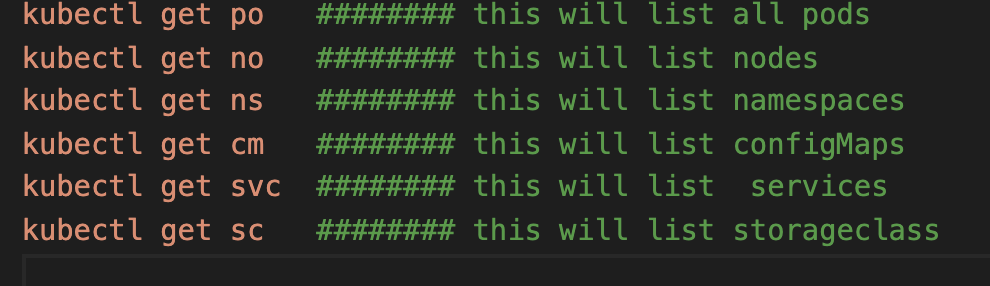 kubectl get po   ######## this will list all pods
kubectl get no   ######## this will list nodes
kubectl get ns   ######## this will list namespaces
kubectl get cm   ######## this will list configMaps
kubectl get svc  ######## this will list  services
kubectl get sc   ######## this will list storageclass